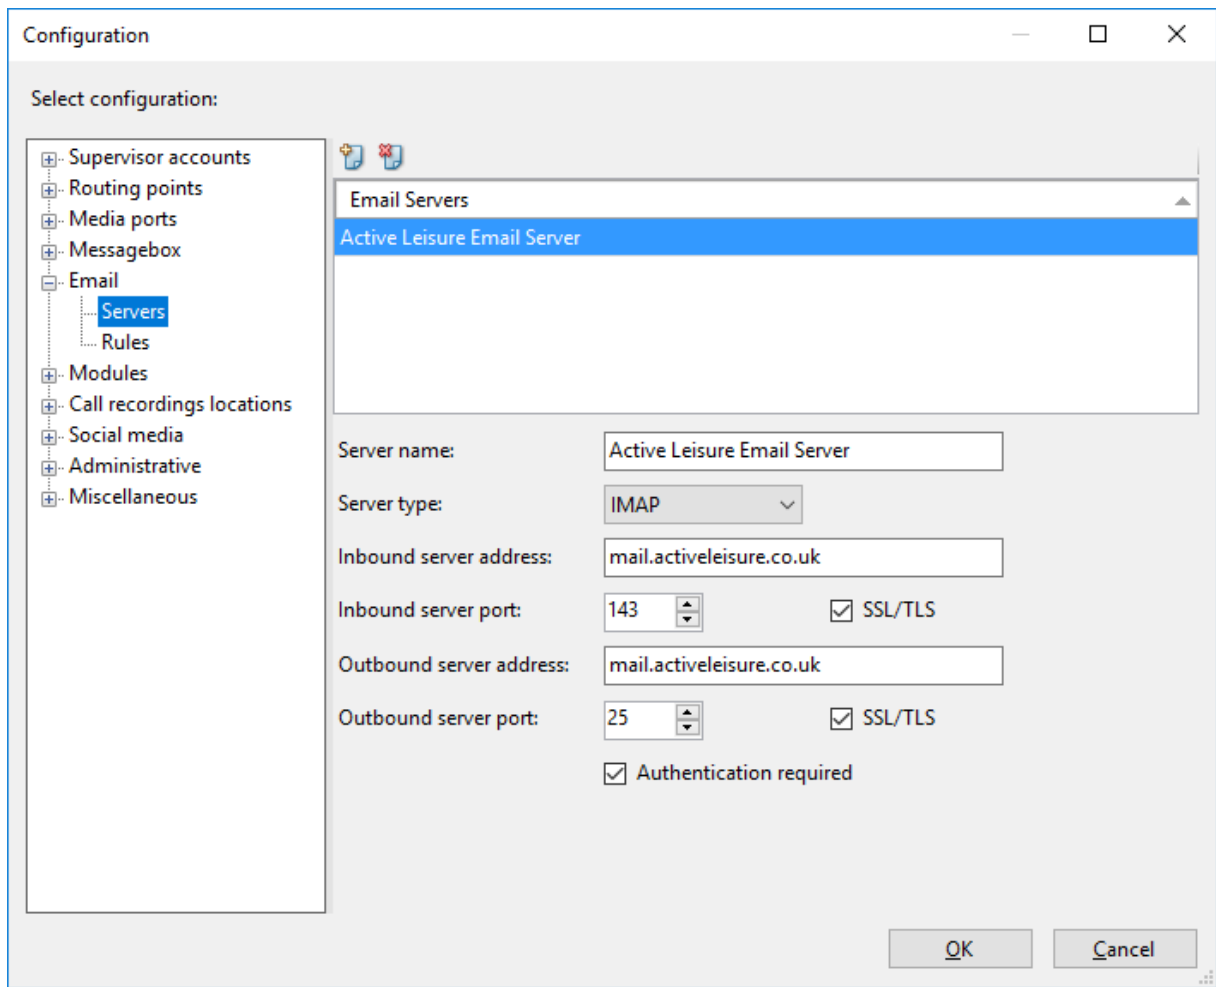 Configuration
Select configuration:
Supervisor accounts
Routing points
Media ports
Messagebox
Email
Servers
Rules
Modules
Call recordings locations
Social media
Administrative
Miscellaneous
Email Servers
Active Leisure Email Server
Server name: Active Leisure Email Server
Server type: IMAP
Inbound server address: mail.activeleisure.co.uk
Inbound server port: 143 SSL/TLS
Outbound server address: mail.activeleisure.co.uk
Outbound server port: 25 SSL/TLS
Authentication required
OK Cancel